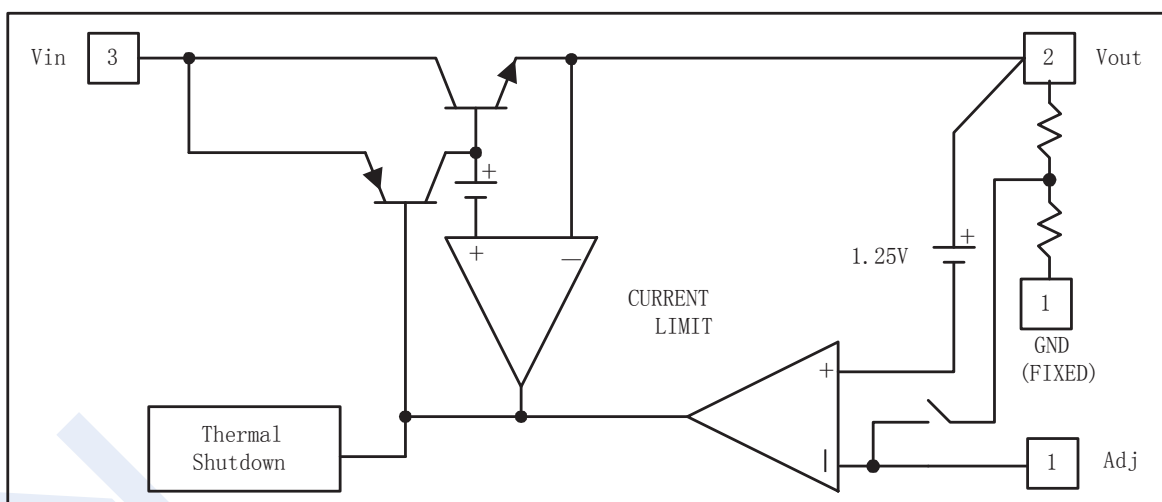 Vin
3
2
Vout
+
+
−
+
1.25V
1
CURRENT
LIMIT
GND
(FIXED)
+
−
Thermal
Shutdown
1
Adj